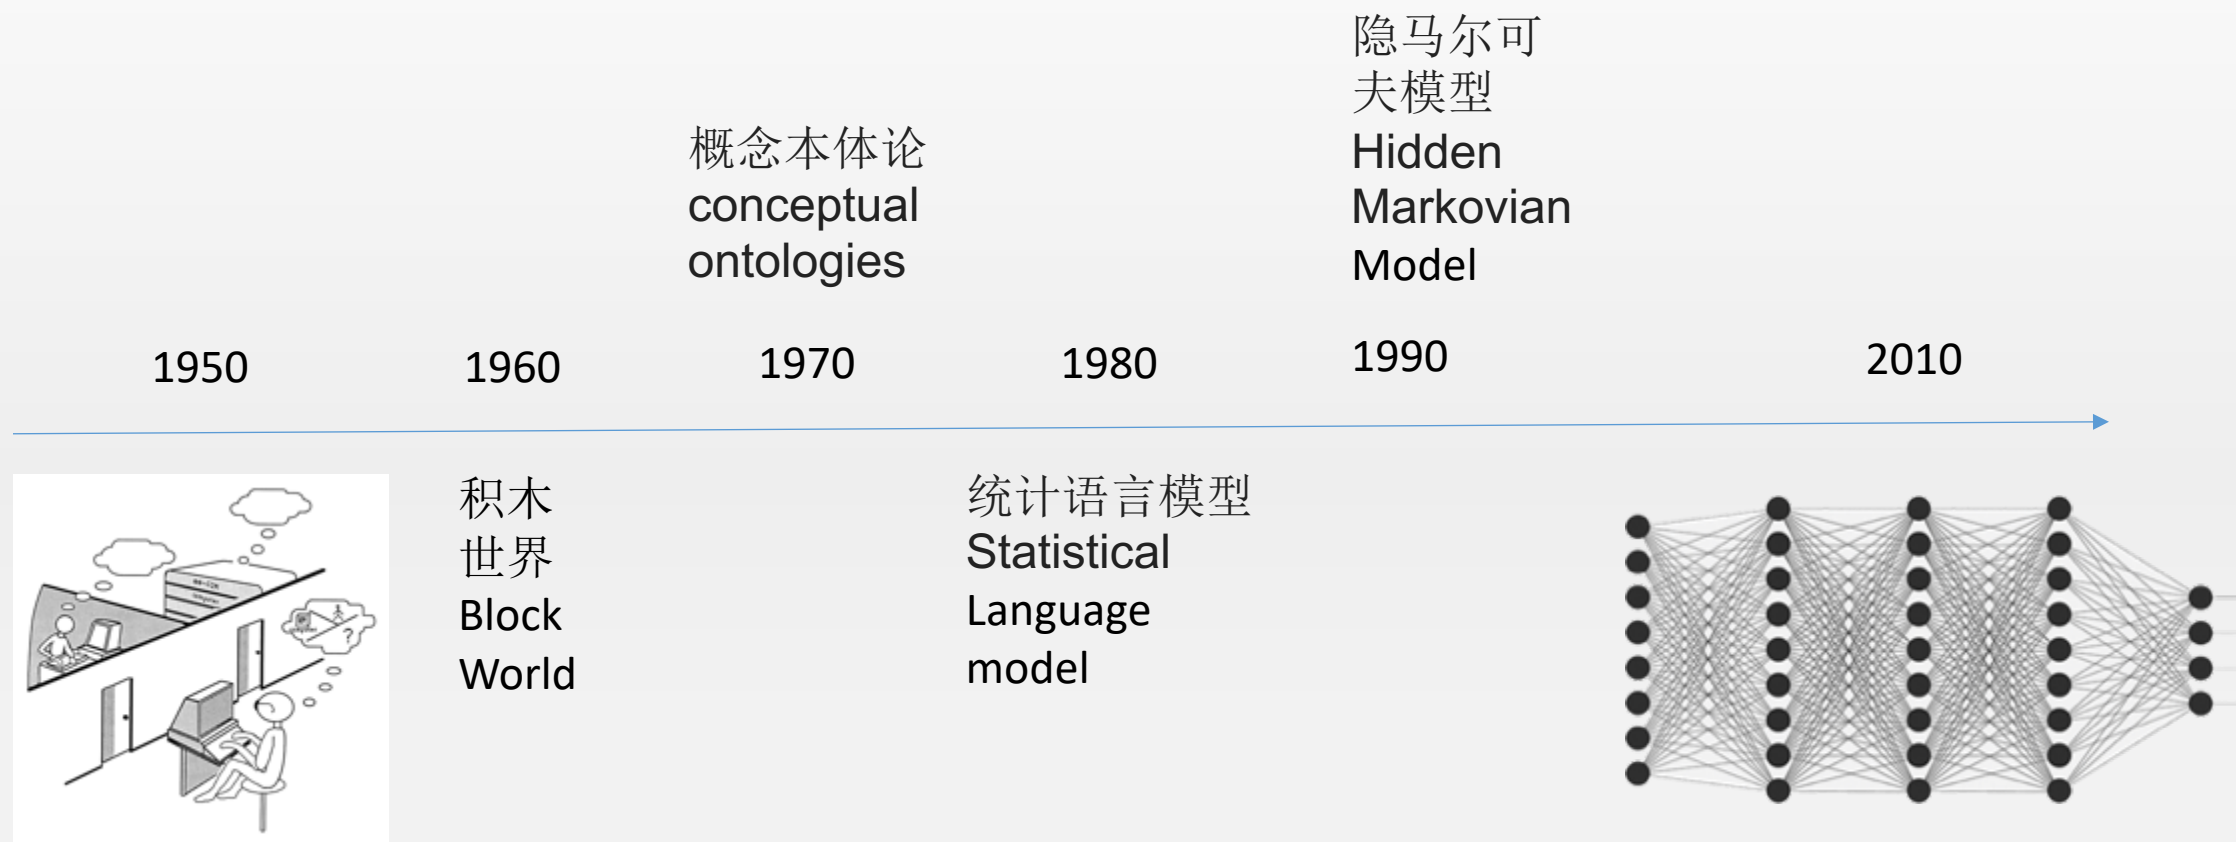 隐马尔可
夫模型
Hidden
Markovian
Model
概念本体论
conceptual
ontologies
1950
1960
1970
1980
1990
2010
积木
世界
Block
World
统计语言模型
Statistical
Language
model
?